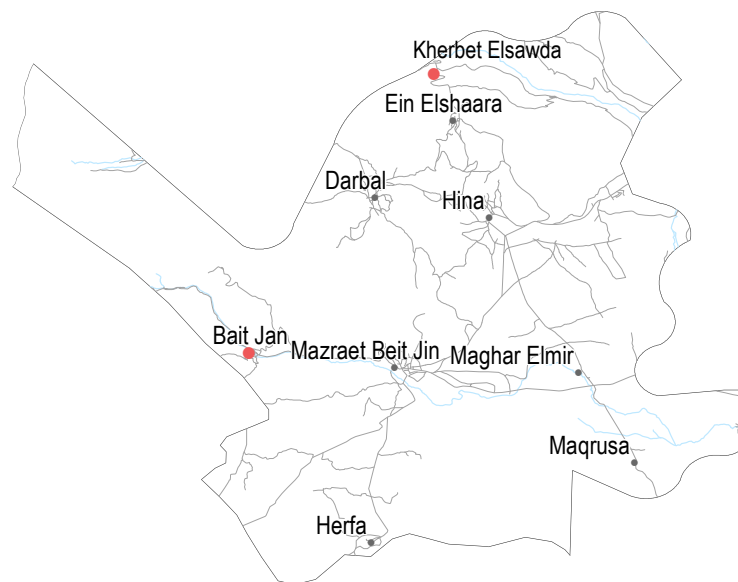 Kherbet Elsawda
Ein Elshaara
Darbal
Hina
Bait Jan
Mazraet Beit Jin
Maghar Elmir
Maqrusa
Herfa